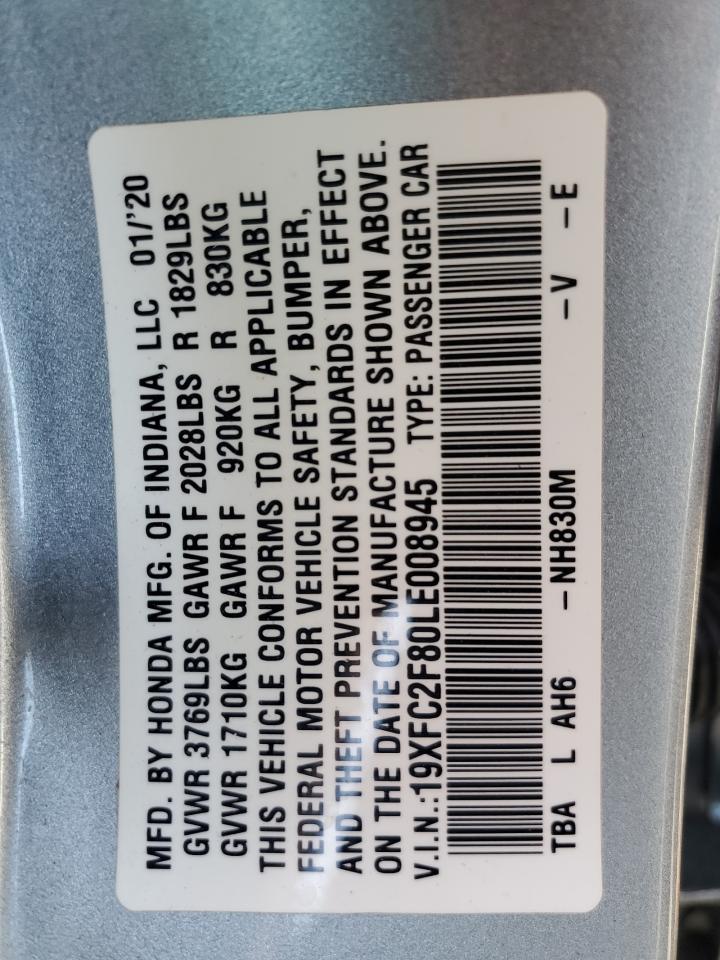 MFD. BY HONDA MFG. OF INDIANA, LLC 01/'20
GVWR 3769LBS GAWR F 2028LBS R 1829LBS
GVWR 1710KG GAWR F 920KG R 830KG
THIS VEHICLE CONFORMS TO ALL APPLICABLE
FEDERAL MOTOR VEHICLE SAFETY, BUMPER,
AND THEFT PREVENTION STANDARDS IN EFFECT
ON THE DATE OF MANUFACTURE SHOWN ABOVE.
V.I.N.:19XFC2F80LE008945 TYPE: PASSENGER CAR
TBA L AH6 -NH830M -V -E